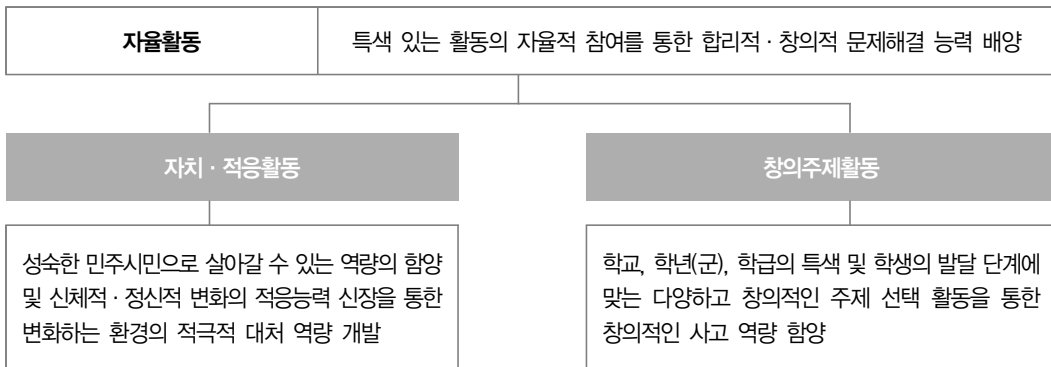 자율활동
특색 있는 활동의 자율적 참여를 통한 합리적 · 창의적 문제해결 능력 배양
자치 · 적응활동
창의주제활동
성숙한 민주시민으로 살아갈 수 있는 역량의 함양
및 신체적 · 정신적 변화의 적응능력 신장을 통한
변화하는 환경의 적극적 대처 역량 개발
학교, 학년(군), 학급의 특색 및 학생의 발달 단계에
맞는 다양하고 창의적인 주제 선택 활동을 통한
창의적인 사고 역량 함양